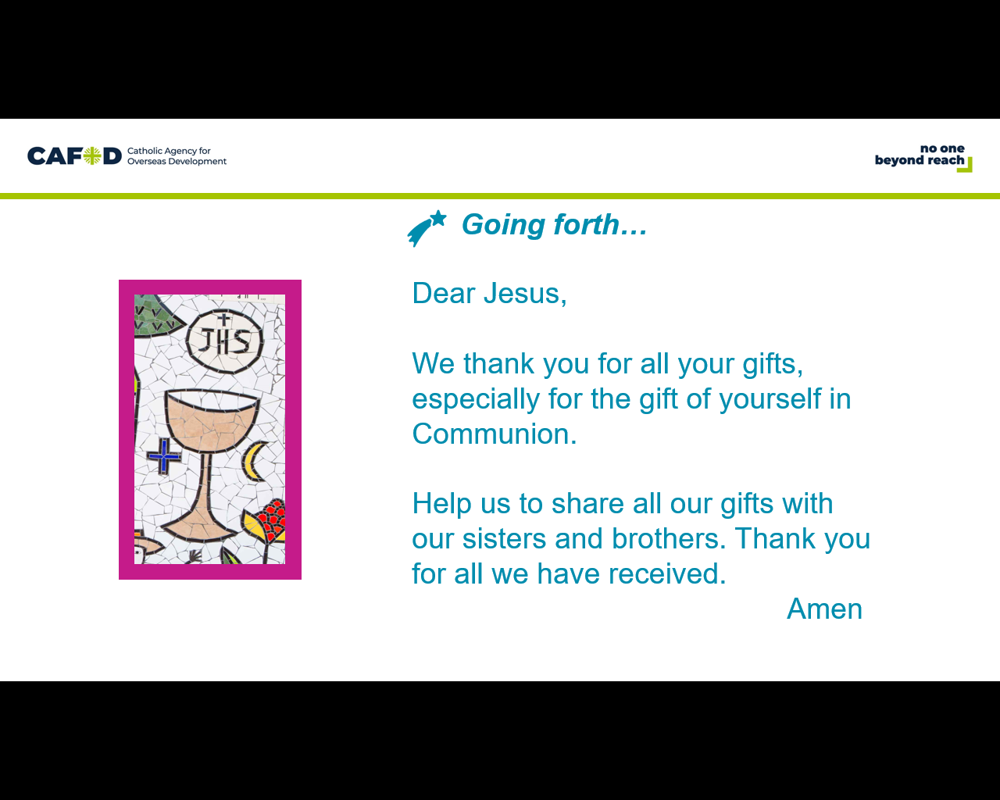 CAFOD
Catholic Agency for
Overseas Development
no one
beyond reach
Going forth…
Dear Jesus,
We thank you for all your gifts,
especially for the gift of yourself in
Communion.
Help us to share all our gifts with
our sisters and brothers. Thank you
for all we have received.
Amen
JHS